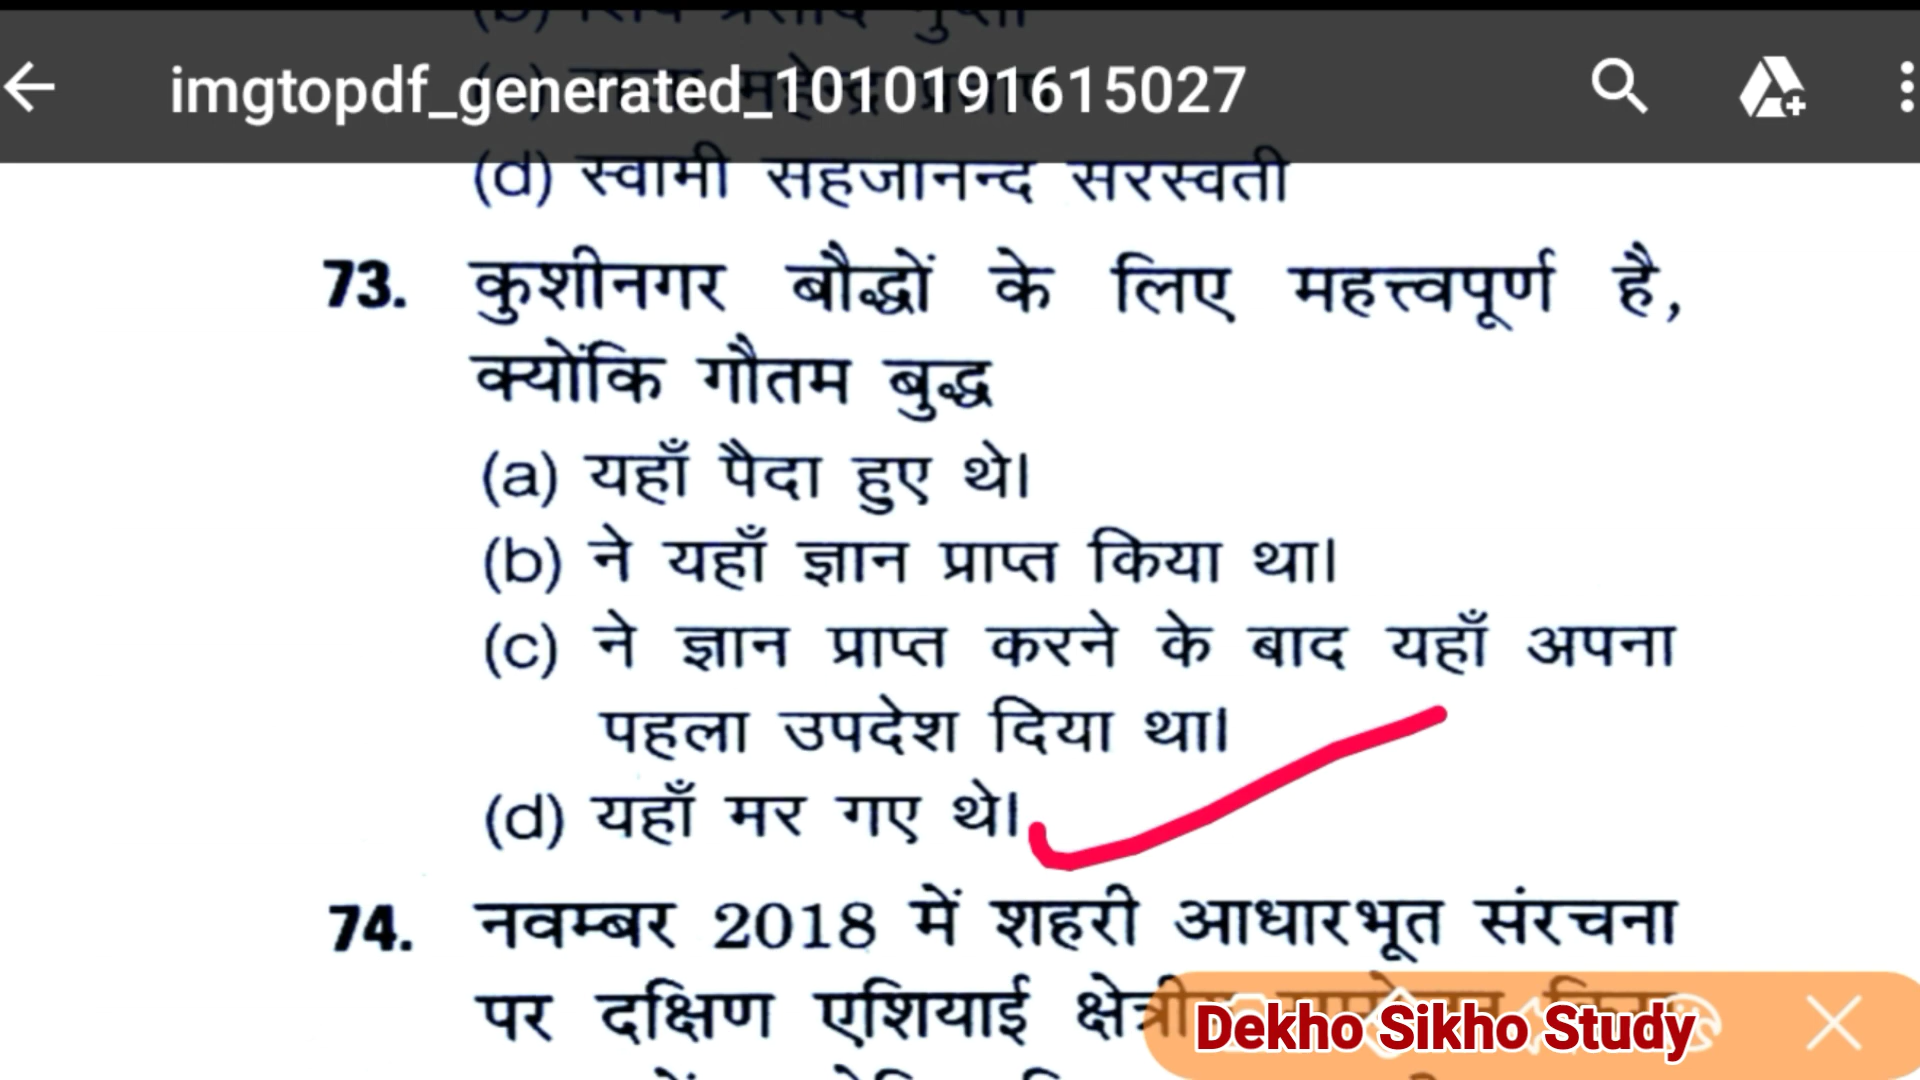 imgtopdf_generated_1010191615027
(d) स्वामी सहजानन्द सरस्वती
73. कुशीनगर बौद्धों के लिए महत्त्वपूर्ण है,
क्योंकि गौतम बुद्ध
(a) यहाँ पैदा हुए थे।
(b) ने यहाँ ज्ञान प्राप्त किया था।
(c) ने ज्ञान प्राप्त करने के बाद यहाँ अपना
पहला उपदेश दिया था।
(d) यहाँ मर गए थे।
74. नवम्बर 2018 में शहरी आधारभूत संरचना
पर दक्षिण एशियाई
Dekho Sikho Study